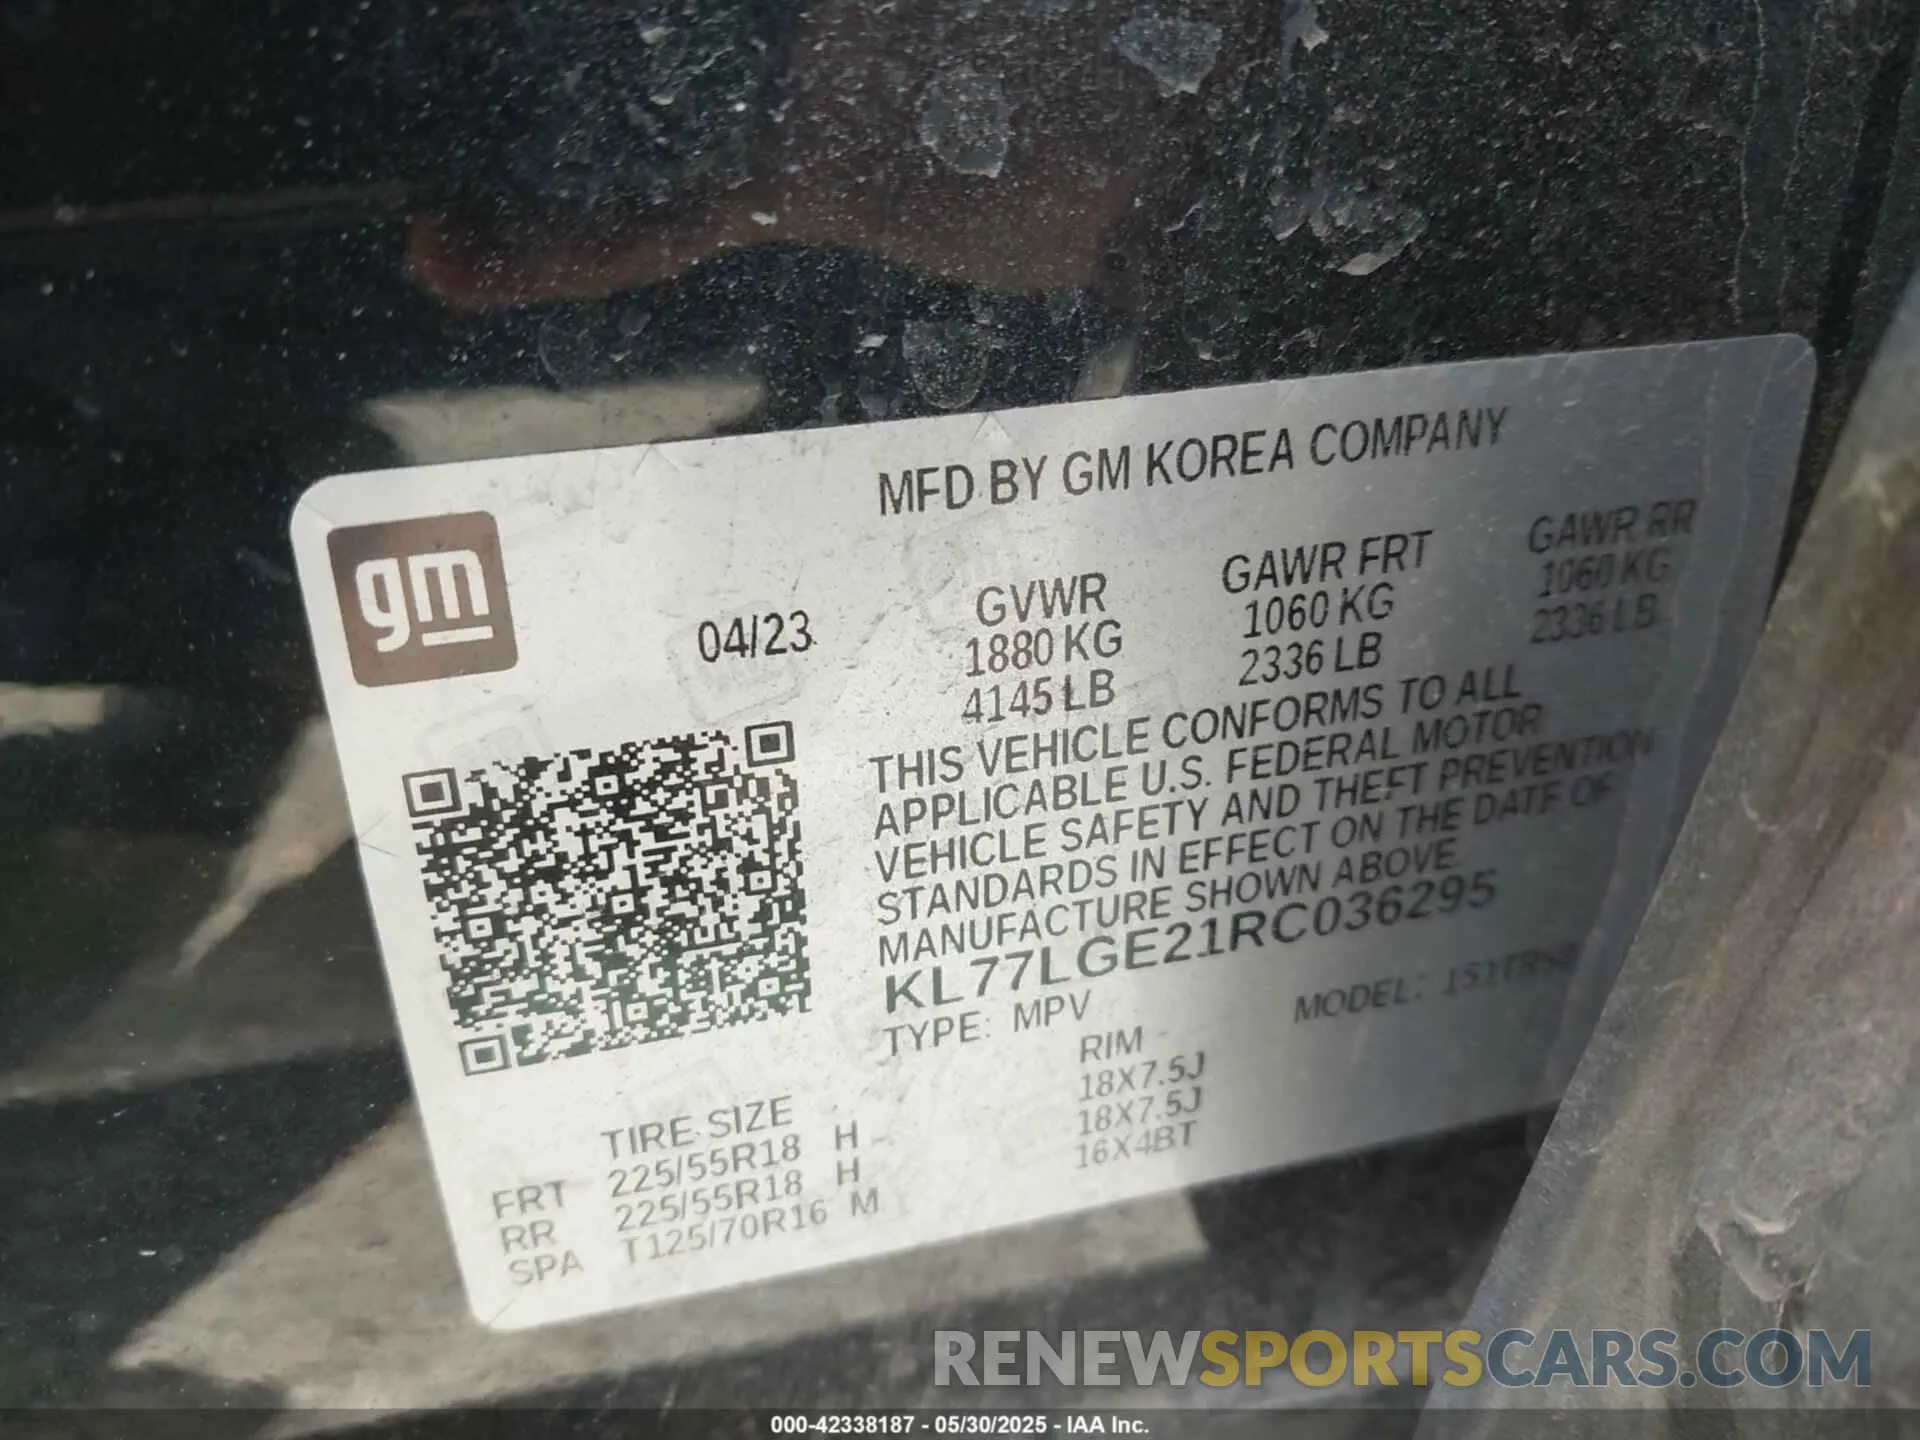 MFD BY GM KOREA COMPANY
gm
04/23
GVWR GAWR FRT GAWR RR
1880 KG 1060 KG 1060 KG
4145 LB 2336 LB 2336 LB
THIS VEHICLE CONFORMS TO ALL
APPLICABLE U.S. FEDERAL MOTOR
VEHICLE SAFETY AND THEFT PREVENTION
STANDARDS IN EFFECT ON THE DATE OF
MANUFACTURE SHOWN ABOVE.
KL77LGE21RC036295
TYPE: MPV MODEL:
TIRE SIZE RIM
FRT 225/55R18 H 18X7.5J
RR 225/55R18 H 18X7.5J
SPA T125/70R16 M 16X4BT
RENEWSPORTSCARS.COM
000-42338187 - 05/30/2025 - IAA Inc.